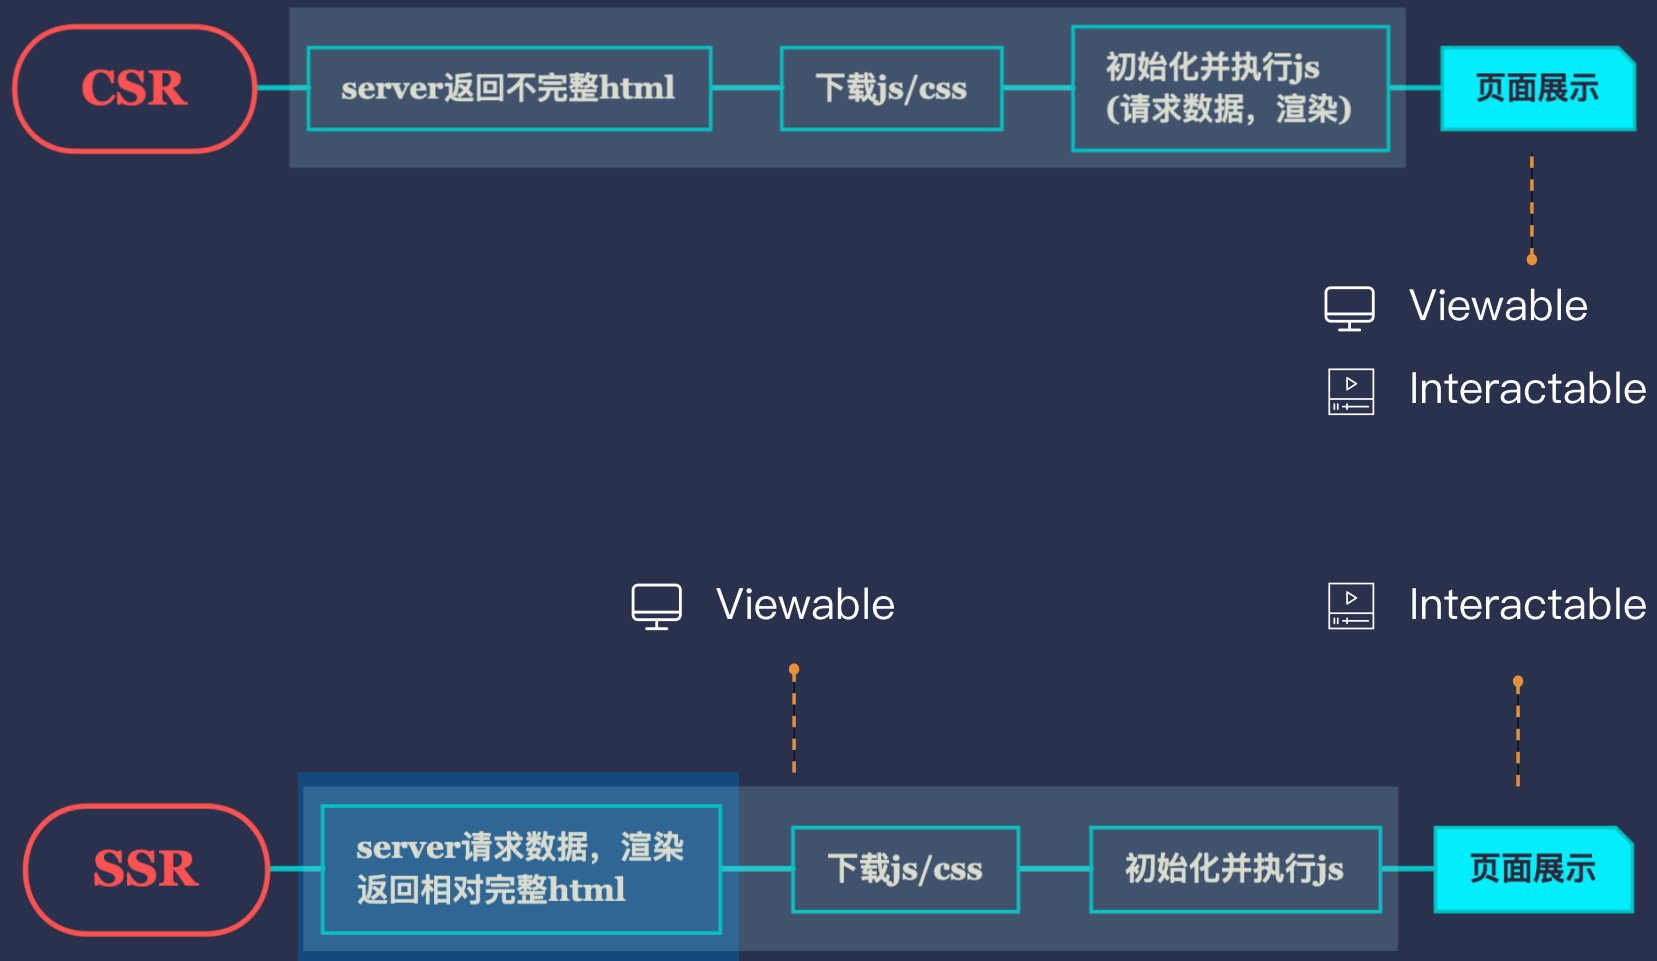 CSR
server返回不完整html
下载js/css
初始化并执行js
(请求数据，渲染)
页面展示
Viewable
Interactable
Viewable
Interactable
SSR
server请求数据，渲染
返回相对完整html
下载js/css
初始化并执行js
页面展示